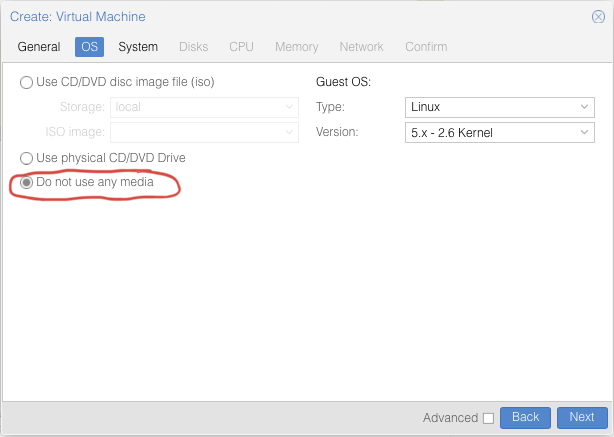 Create: Virtual Machine
General OS System Disks CPU Memory Network Confirm
Use CD/DVD disc image file (iso)
Storage: local
ISO image:
Use physical CD/DVD Drive
Do not use any media
Guest OS:
Type: Linux
Version: 5.x - 2.6 Kernel
Advanced Back Next